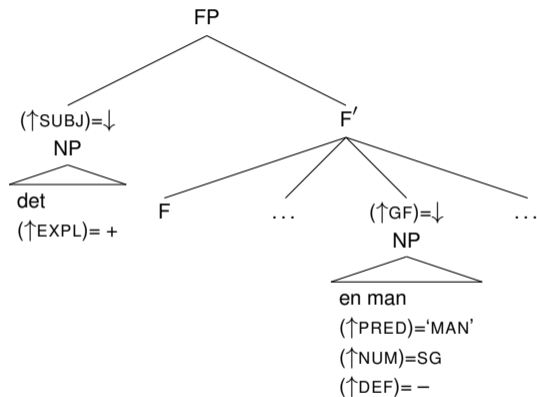 FP
(↑SUBJ)=↓
NP
det
(↑EXPL)= +
F′
F
...
(↑GF)=↓
NP
en man
(↑PRED)=‘MAN’
(↑NUM)=SG
(↑DEF)= −
...